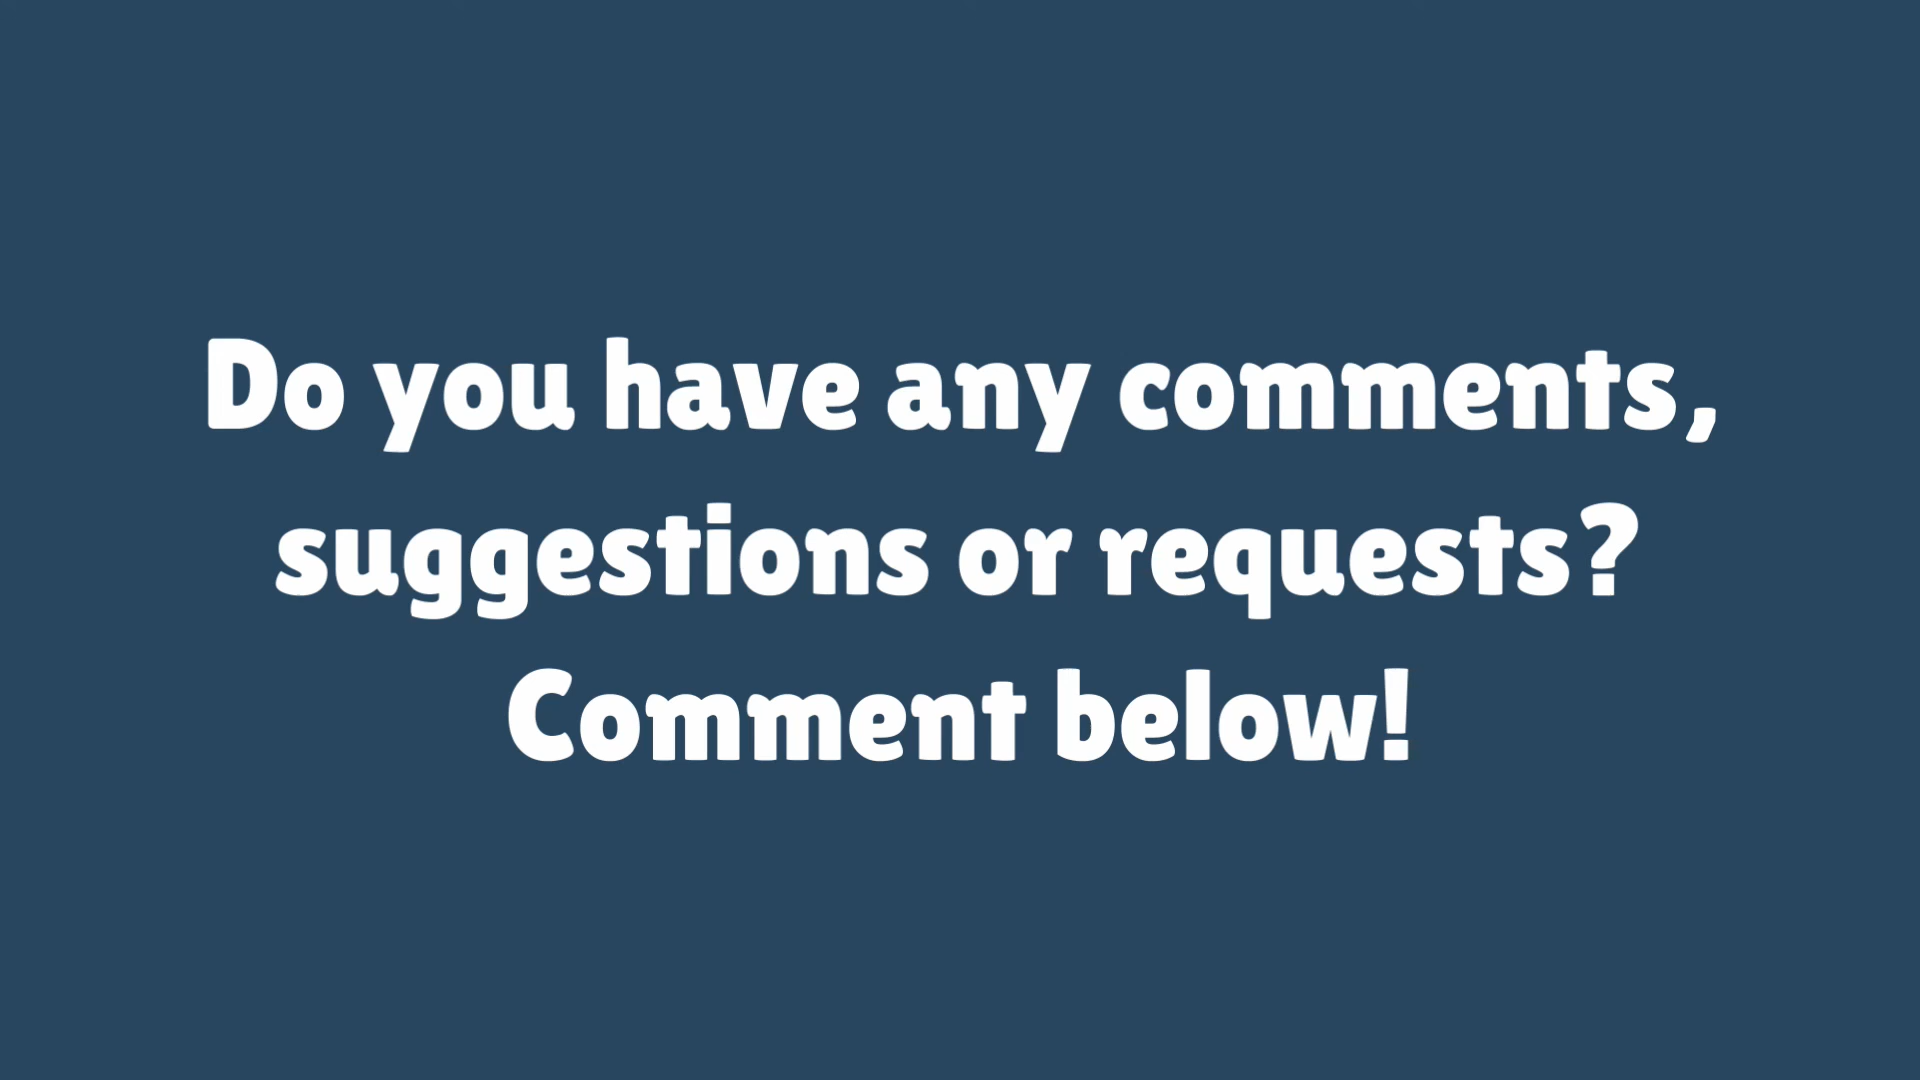 Do you have any comments,
suggestions or requests?
Comment below!